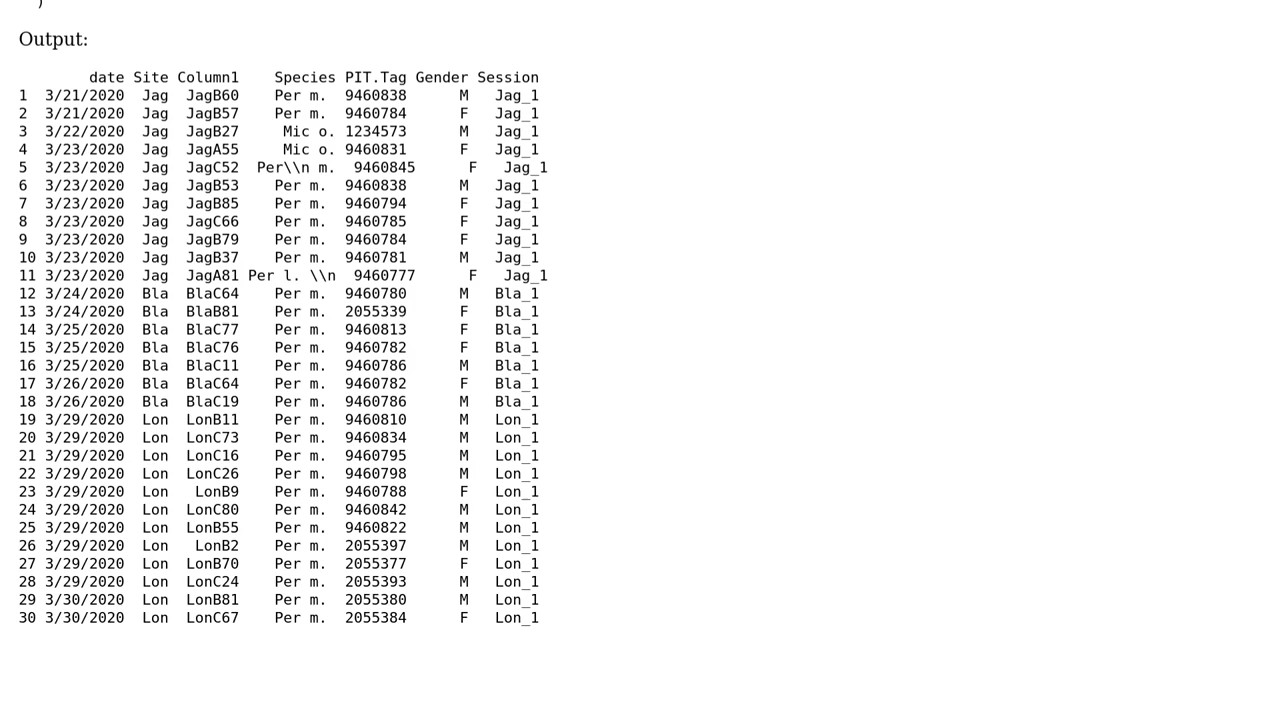 )
Output:
        date Site Column1    Species PIT.Tag Gender Session
1  3/21/2020  Jag  JagB60    Per m.  9460838      M   Jag_1
2  3/21/2020  Jag  JagB57    Per m.  9460784      F   Jag_1
3  3/22/2020  Jag  JagB27     Mic o. 1234573      M   Jag_1
4  3/23/2020  Jag  JagA55     Mic o. 9460831      F   Jag_1
5  3/23/2020  Jag  JagC52  Per\\n m.  9460845      F   Jag_1
6  3/23/2020  Jag  JagB53    Per m.  9460838      M   Jag_1
7  3/23/2020  Jag  JagB85    Per m.  9460794      F   Jag_1
8  3/23/2020  Jag  JagC66    Per m.  9460785      F   Jag_1
9  3/23/2020  Jag  JagB79    Per m.  9460784      F   Jag_1
10 3/23/2020  Jag  JagB37    Per m.  9460781      M   Jag_1
11 3/23/2020  Jag  JagA81 Per l. \\n  9460777      F   Jag_1
12 3/24/2020  Bla  BlaC64    Per m.  9460780      M   Bla_1
13 3/24/2020  Bla  BlaB81    Per m.  2055339      F   Bla_1
14 3/25/2020  Bla  BlaC77    Per m.  9460813      F   Bla_1
15 3/25/2020  Bla  BlaC76    Per m.  9460782      F   Bla_1
16 3/25/2020  Bla  BlaC11    Per m.  9460786      M   Bla_1
17 3/26/2020  Bla  BlaC64    Per m.  9460782      F   Bla_1
18 3/26/2020  Bla  BlaC19    Per m.  9460786      M   Bla_1
19 3/29/2020  Lon  LonB11    Per m.  9460810      M   Lon_1
20 3/29/2020  Lon  LonC73    Per m.  9460834      M   Lon_1
21 3/29/2020  Lon  LonC16    Per m.  9460795      M   Lon_1
22 3/29/2020  Lon  LonC26    Per m.  9460798      M   Lon_1
23 3/29/2020  Lon   LonB9    Per m.  9460788      F   Lon_1
24 3/29/2020  Lon  LonC80    Per m.  9460842      M   Lon_1
25 3/29/2020  Lon  LonB55    Per m.  9460822      M   Lon_1
26 3/29/2020  Lon   LonB2    Per m.  2055397      M   Lon_1
27 3/29/2020  Lon  LonB70    Per m.  2055377      F   Lon_1
28 3/29/2020  Lon  LonC24    Per m.  2055393      M   Lon_1
29 3/30/2020  Lon  LonB81    Per m.  2055380      M   Lon_1
30 3/30/2020  Lon  LonC67    Per m.  2055384      F   Lon_1